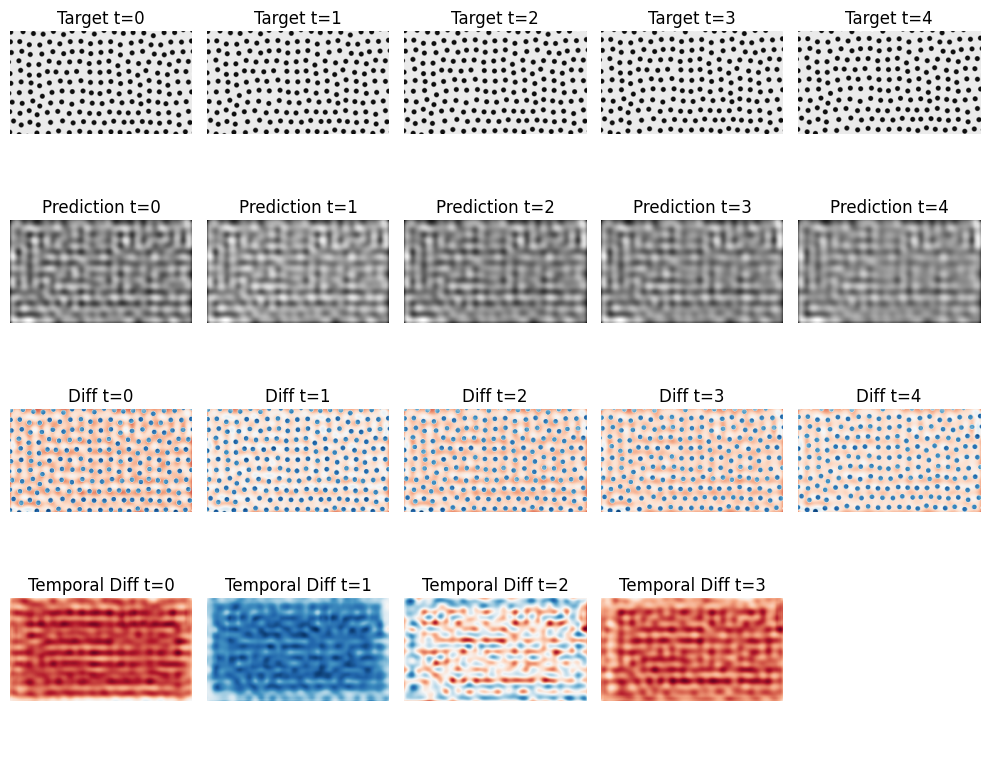 Target t=0 Target t=1 Target t=2 Target t=3 Target t=4
Prediction t=0 Prediction t=1 Prediction t=2 Prediction t=3 Prediction t=4
Diff t=0 Diff t=1 Diff t=2 Diff t=3 Diff t=4
Temporal Diff t=0 Temporal Diff t=1 Temporal Diff t=2 Temporal Diff t=3